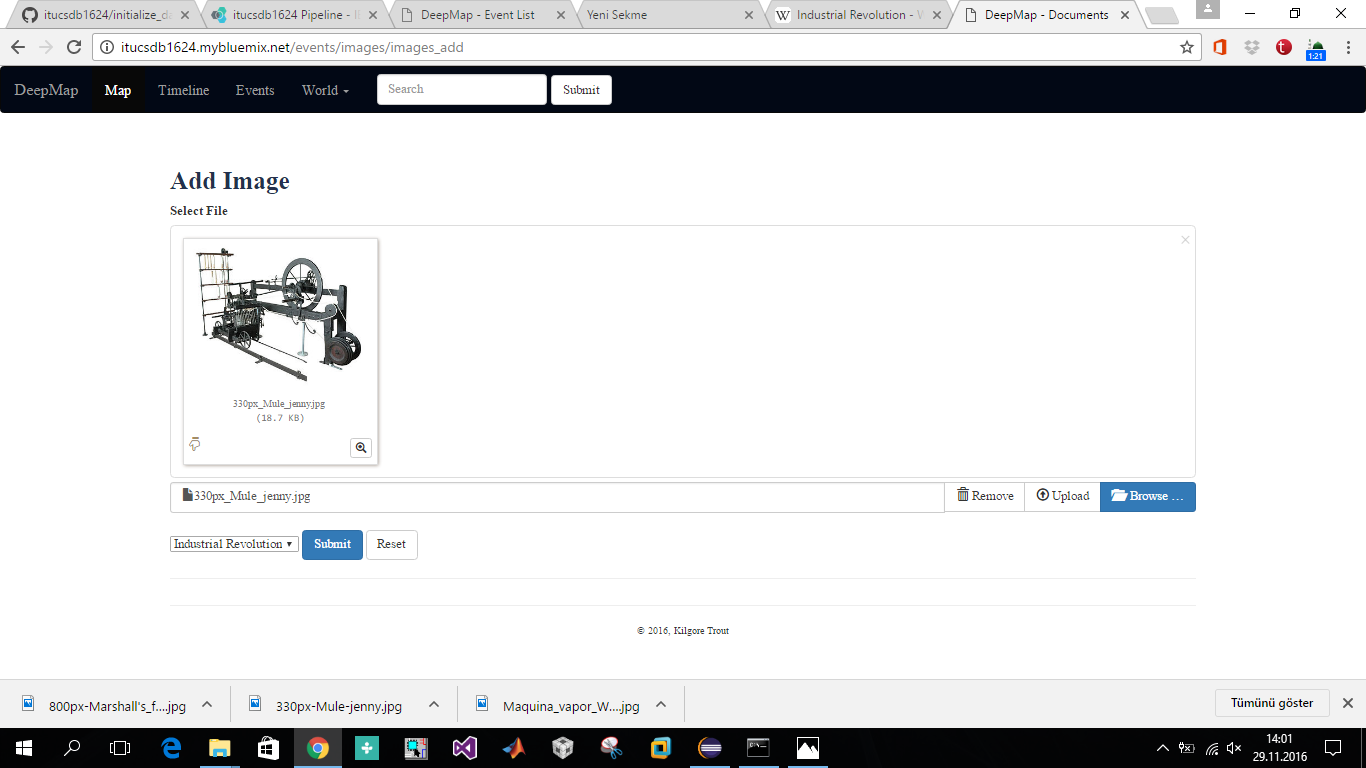 itucsdb1624/initialize_da
itucsdb1624 Pipeline - I
DeepMap - Event List
Yeni Sekme
Industrial Revolution - W
DeepMap - Documents
itucsdb1624.mybluemix.net/events/images/images_add
1:21
DeepMap Map Timeline Events World Search Submit
Add Image
Select File
330px_Mule_jenny.jpg
(18.7 KB)
330px_Mule_jenny.jpg Remove Upload Browse ...
Industrial Revolution Submit Reset
© 2016, Kilgore Trout
800px-Marshall's_f....jpg 330px-Mule-jenny.jpg Maquina_vapor_W....jpg Tümünü göster
14:01
29.11.2016